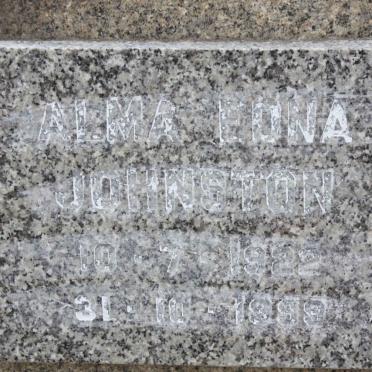 ALMA EDNA
JOHNSTON
10 · 7 · 1922
31 · 10 ·